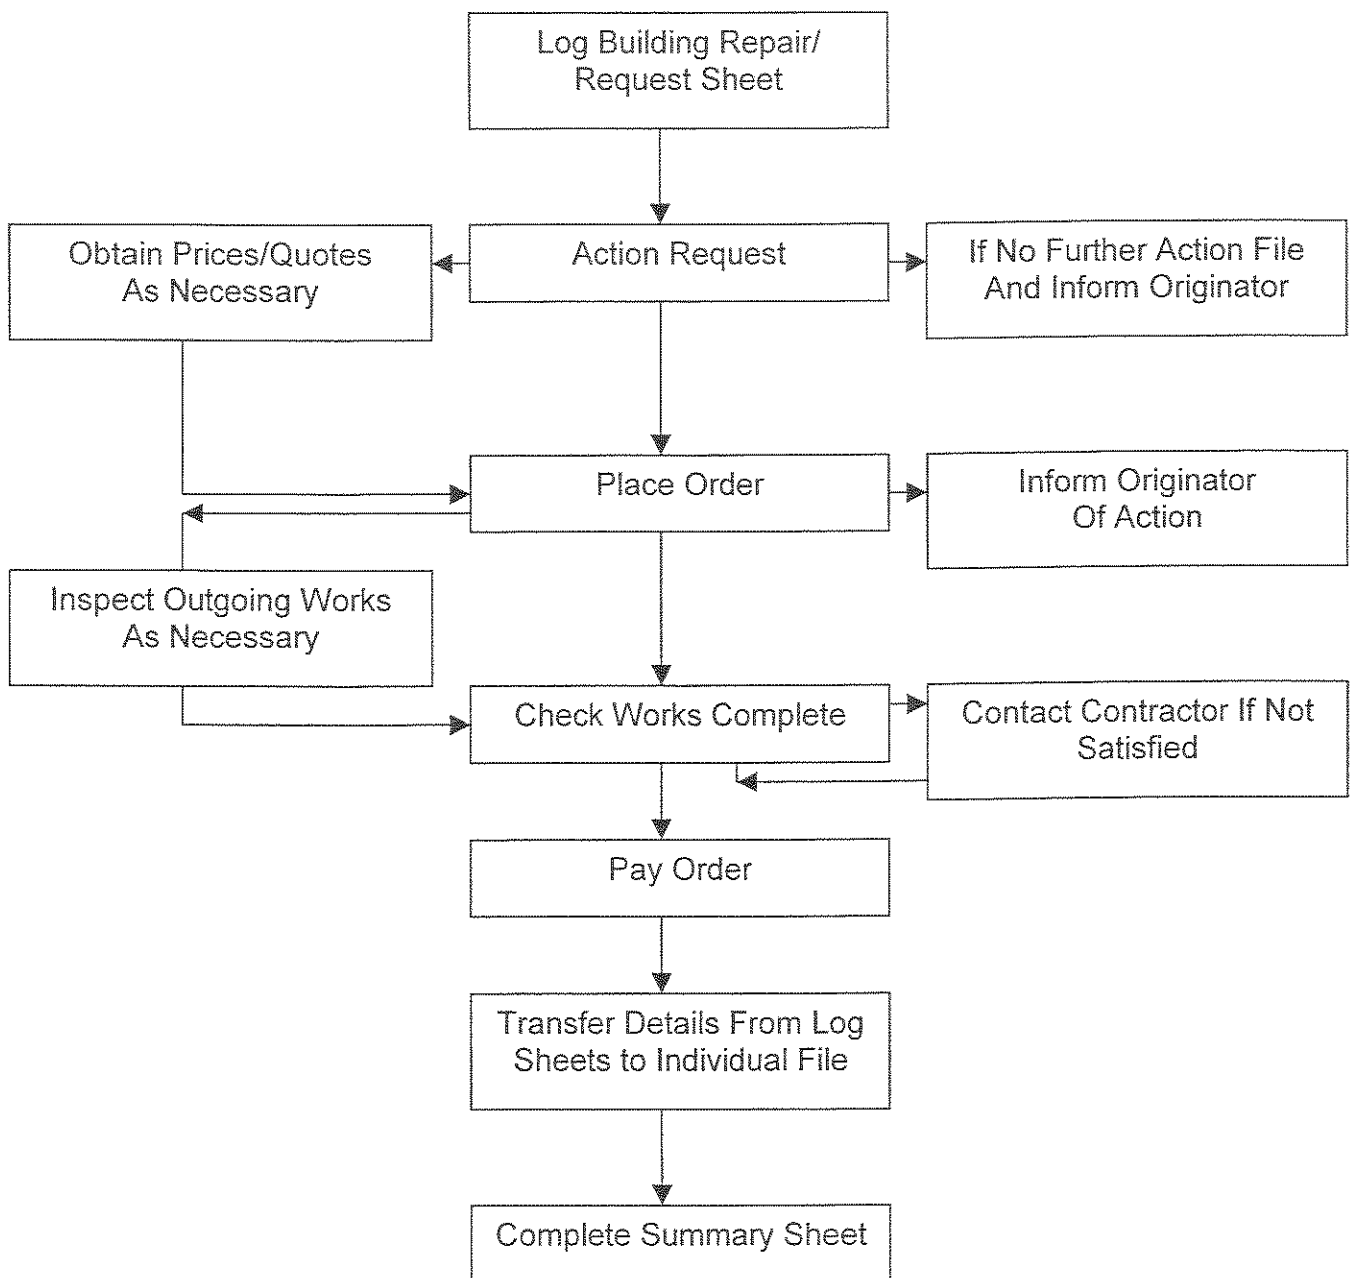 Log Building Repair/
Request Sheet
Obtain Prices/Quotes
As Necessary
Action Request
If No Further Action File
And Inform Originator
Place Order
Inform Originator
Of Action
Inspect Outgoing Works
As Necessary
Check Works Complete
Contact Contractor If Not
Satisfied
Pay Order
Transfer Details From Log
Sheets to Individual File
Complete Summary Sheet